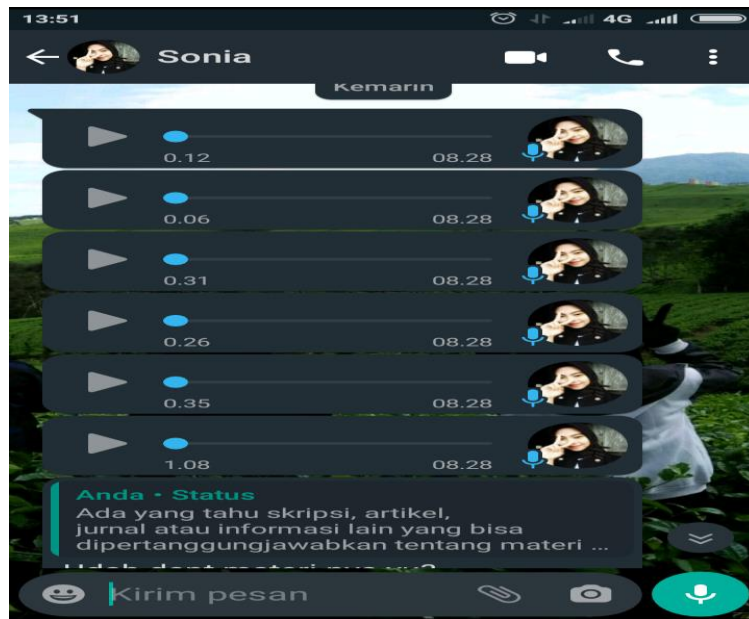 13:51
4G
Sonia
Kemarin
0.12 08.28
0.06 08.28
0.31 08.28
0.26 08.28
0.35 08.28
1.08 08.28
Anda • Status
Ada yang tahu skripsi, artikel,
jurnal atau informasi lain yang bisa
dipertanggungjawabkan tentang materi ...
materi
Kirim pesan